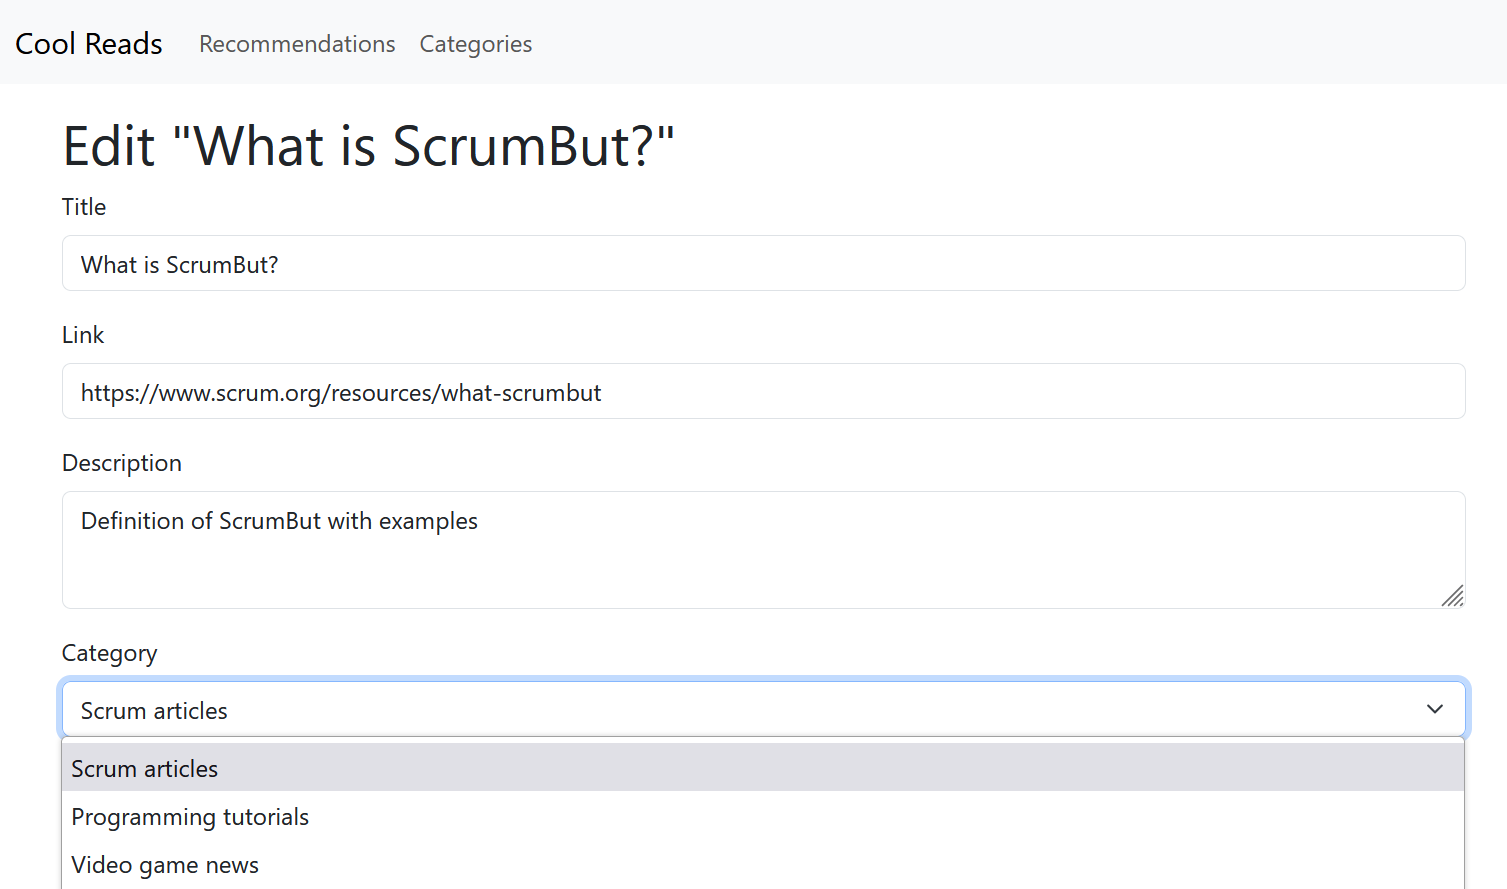 Cool Reads Recommendations Categories
Edit "What is ScrumBut?"
Title
What is ScrumBut?
Link
https://www.scrum.org/resources/what-scrumbut
Description
Definition of ScrumBut with examples
Category
Scrum articles
Scrum articles
Programming tutorials
Video game news